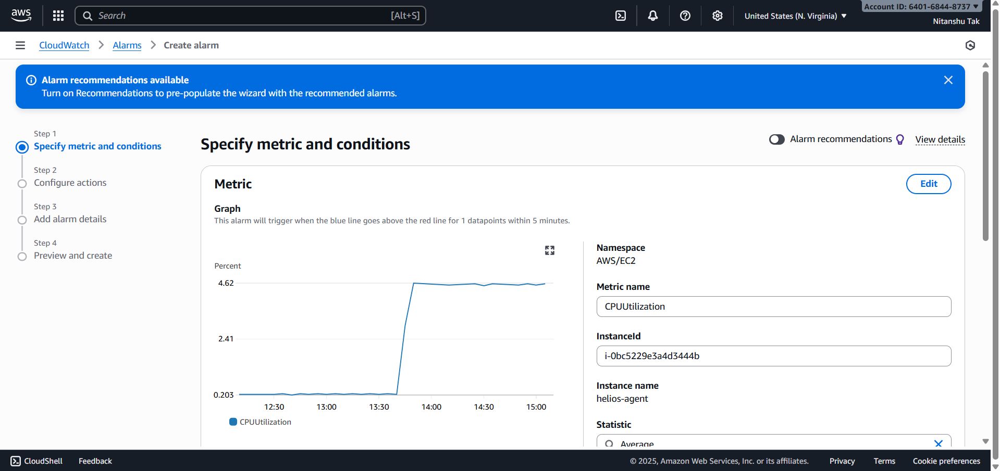 aws
Search
[Alt+S]
United States (N. Virginia)
Account ID: 6401-6844-8737
Nitanshu Tak
CloudWatch
Alarms
Create alarm
Alarm recommendations available
Turn on Recommendations to pre-populate the wizard with the recommended alarms.
Step 1
Specify metric and conditions
Step 2
Configure actions
Step 3
Add alarm details
Step 4
Preview and create
Specify metric and conditions
Alarm recommendations
View details
Metric
Edit
Graph
This alarm will trigger when the blue line goes above the red line for 1 datapoints within 5 minutes.
Percent
4.62
2.41
0.203
12:30
13:00
13:30
14:00
14:30
15:00
CPUUtilization
Namespace
AWS/EC2
Metric name
CPUUtilization
InstanceId
i-0bc5229e3a4d3444b
Instance name
helios-agent
Statistic
Average
CloudShell
Feedback
© 2025, Amazon Web Services, Inc. or its affiliates.
Privacy
Terms
Cookie preferences